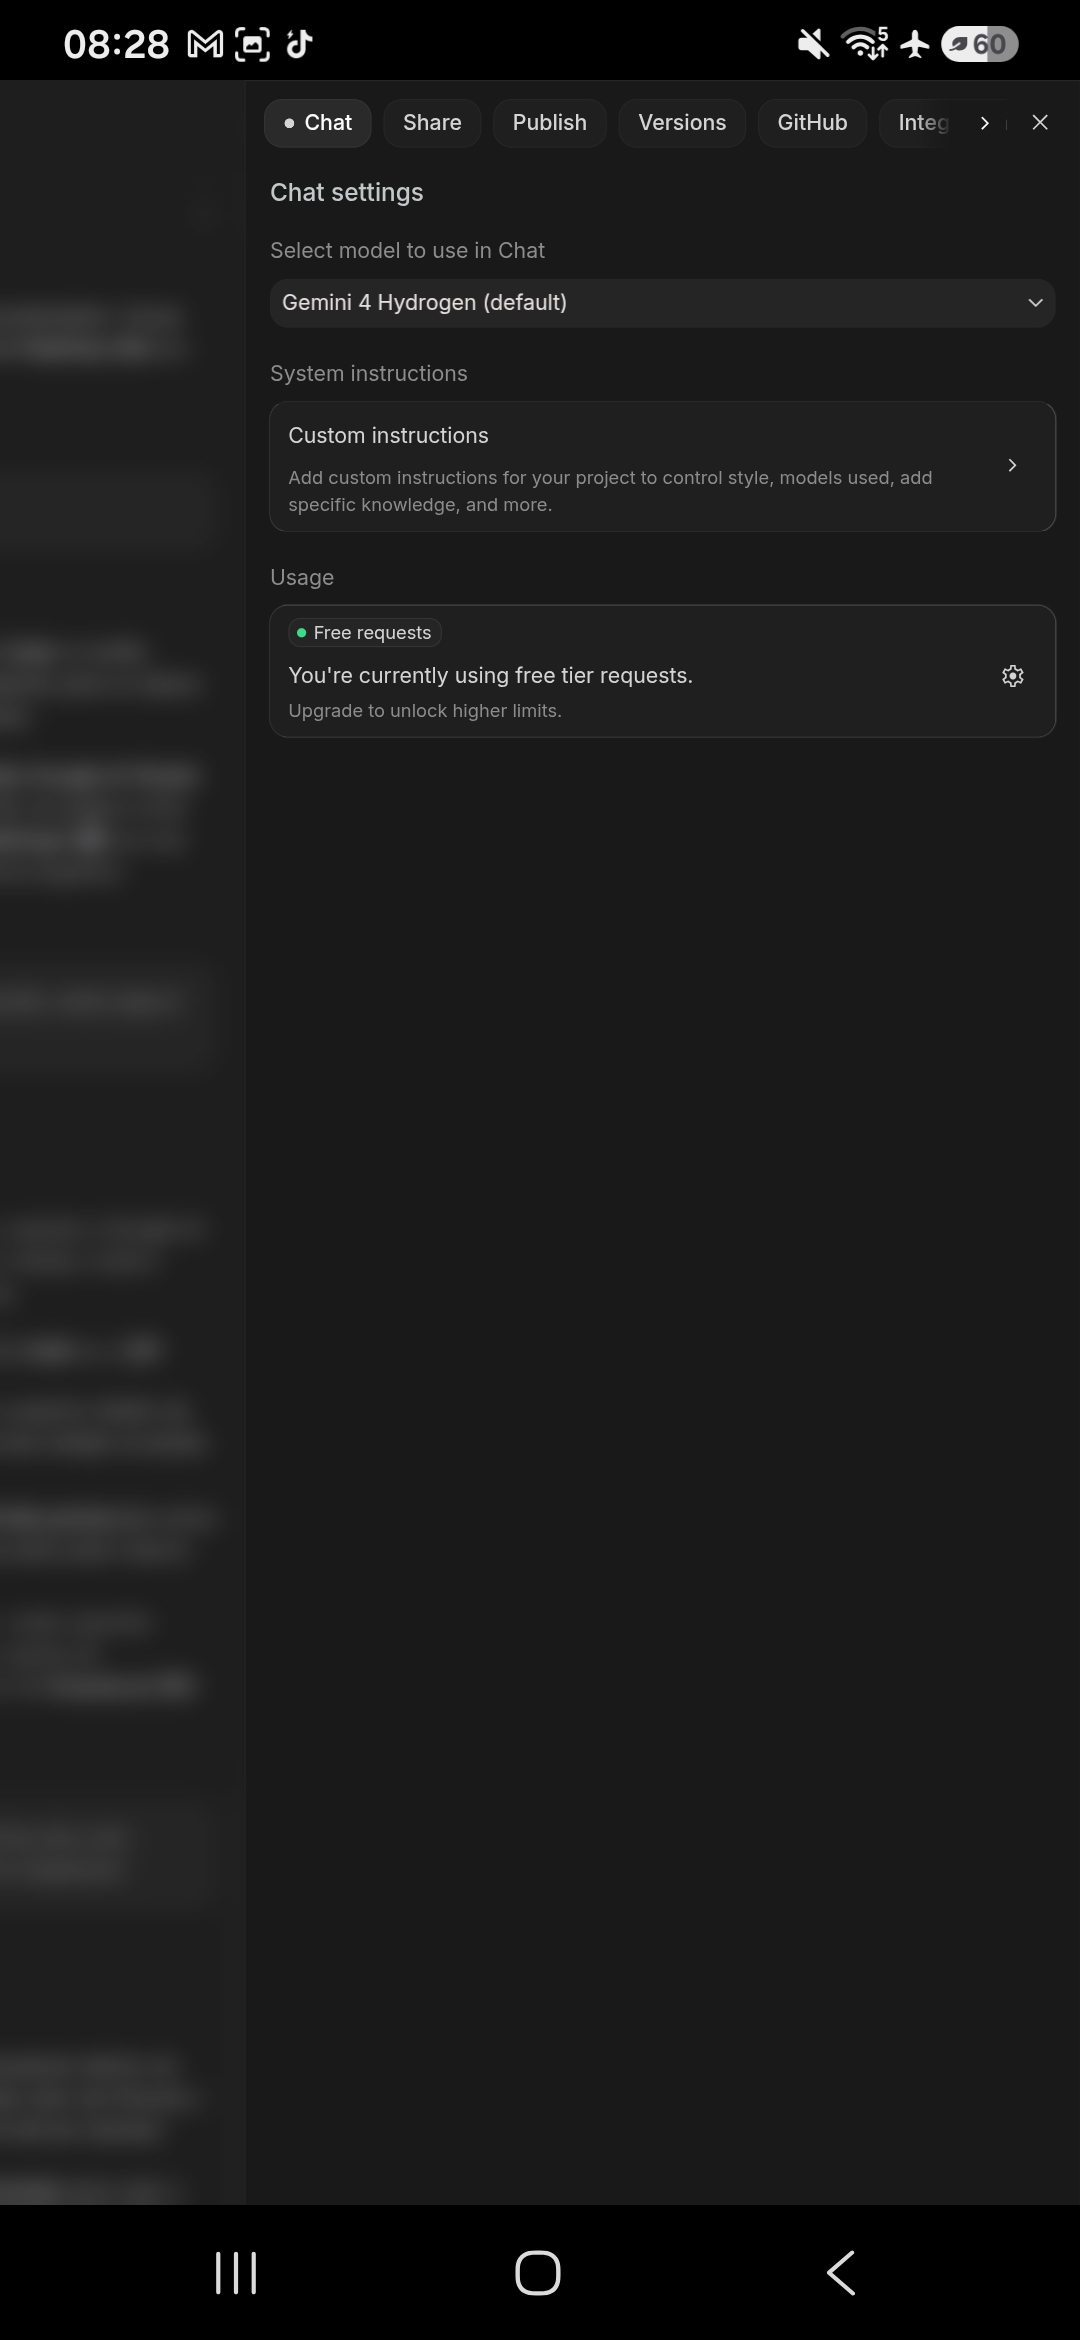 08:28
5
60
Chat
Share
Publish
Versions
GitHub
Integ
Chat settings
Select model to use in Chat
Gemini 4 Hydrogen (default)
System instructions
Custom instructions
Add custom instructions for your project to control style, models used, add
specific knowledge, and more.
Usage
Free requests
You're currently using free tier requests.
Upgrade to unlock higher limits.